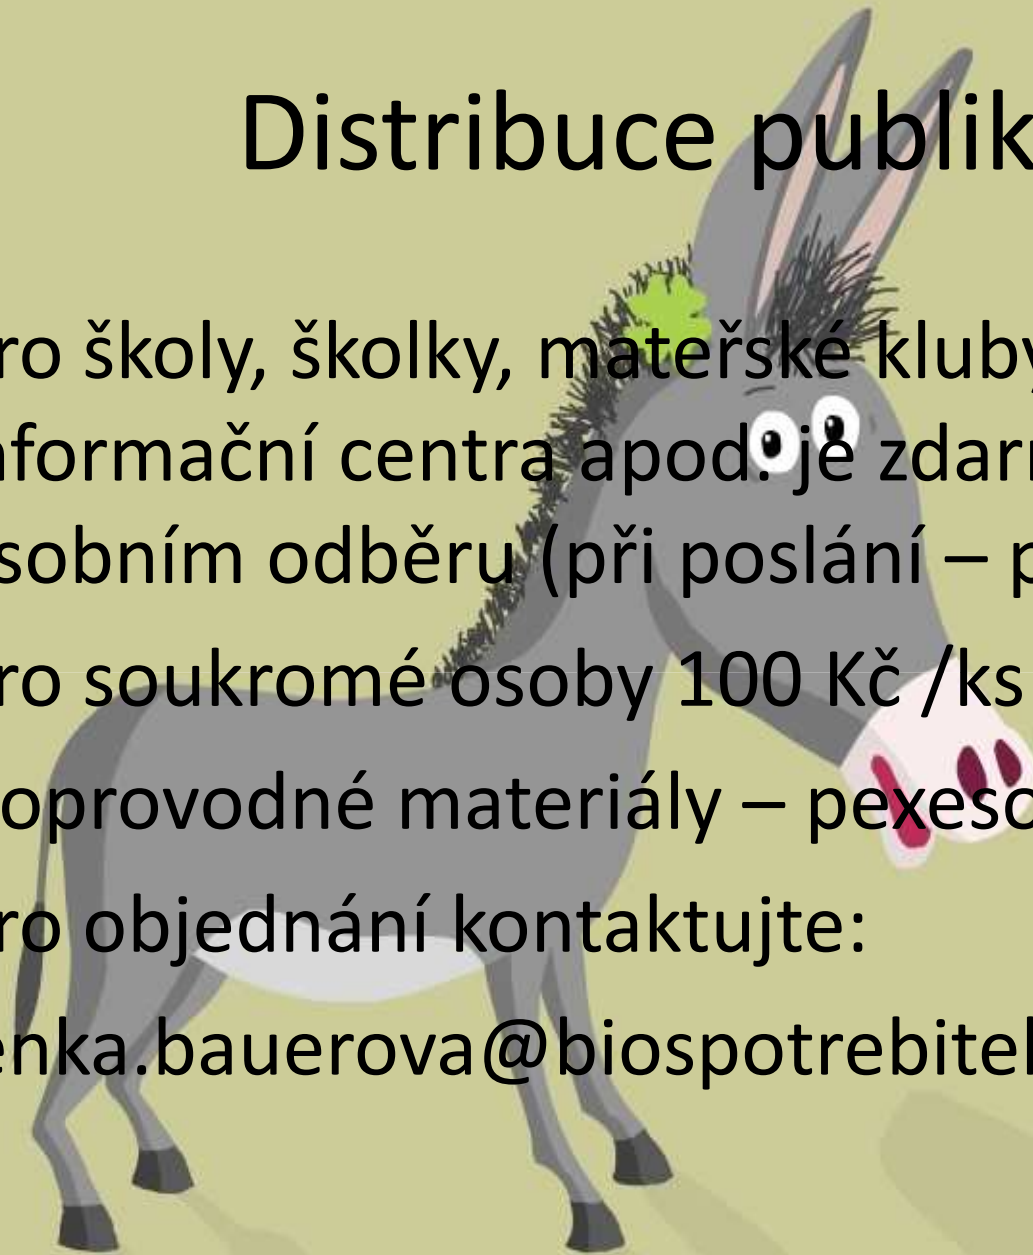 Distribuce publik
ro školy, školky, mateřské kluby
nformační centra apod. je zdarm
sobním odběru (při poslání – p
ro soukromé osoby 100 Kč /ks
oprovodné materiály – pexeso
ro objednání kontaktujte:
enka.bauerova@biospotrebitel